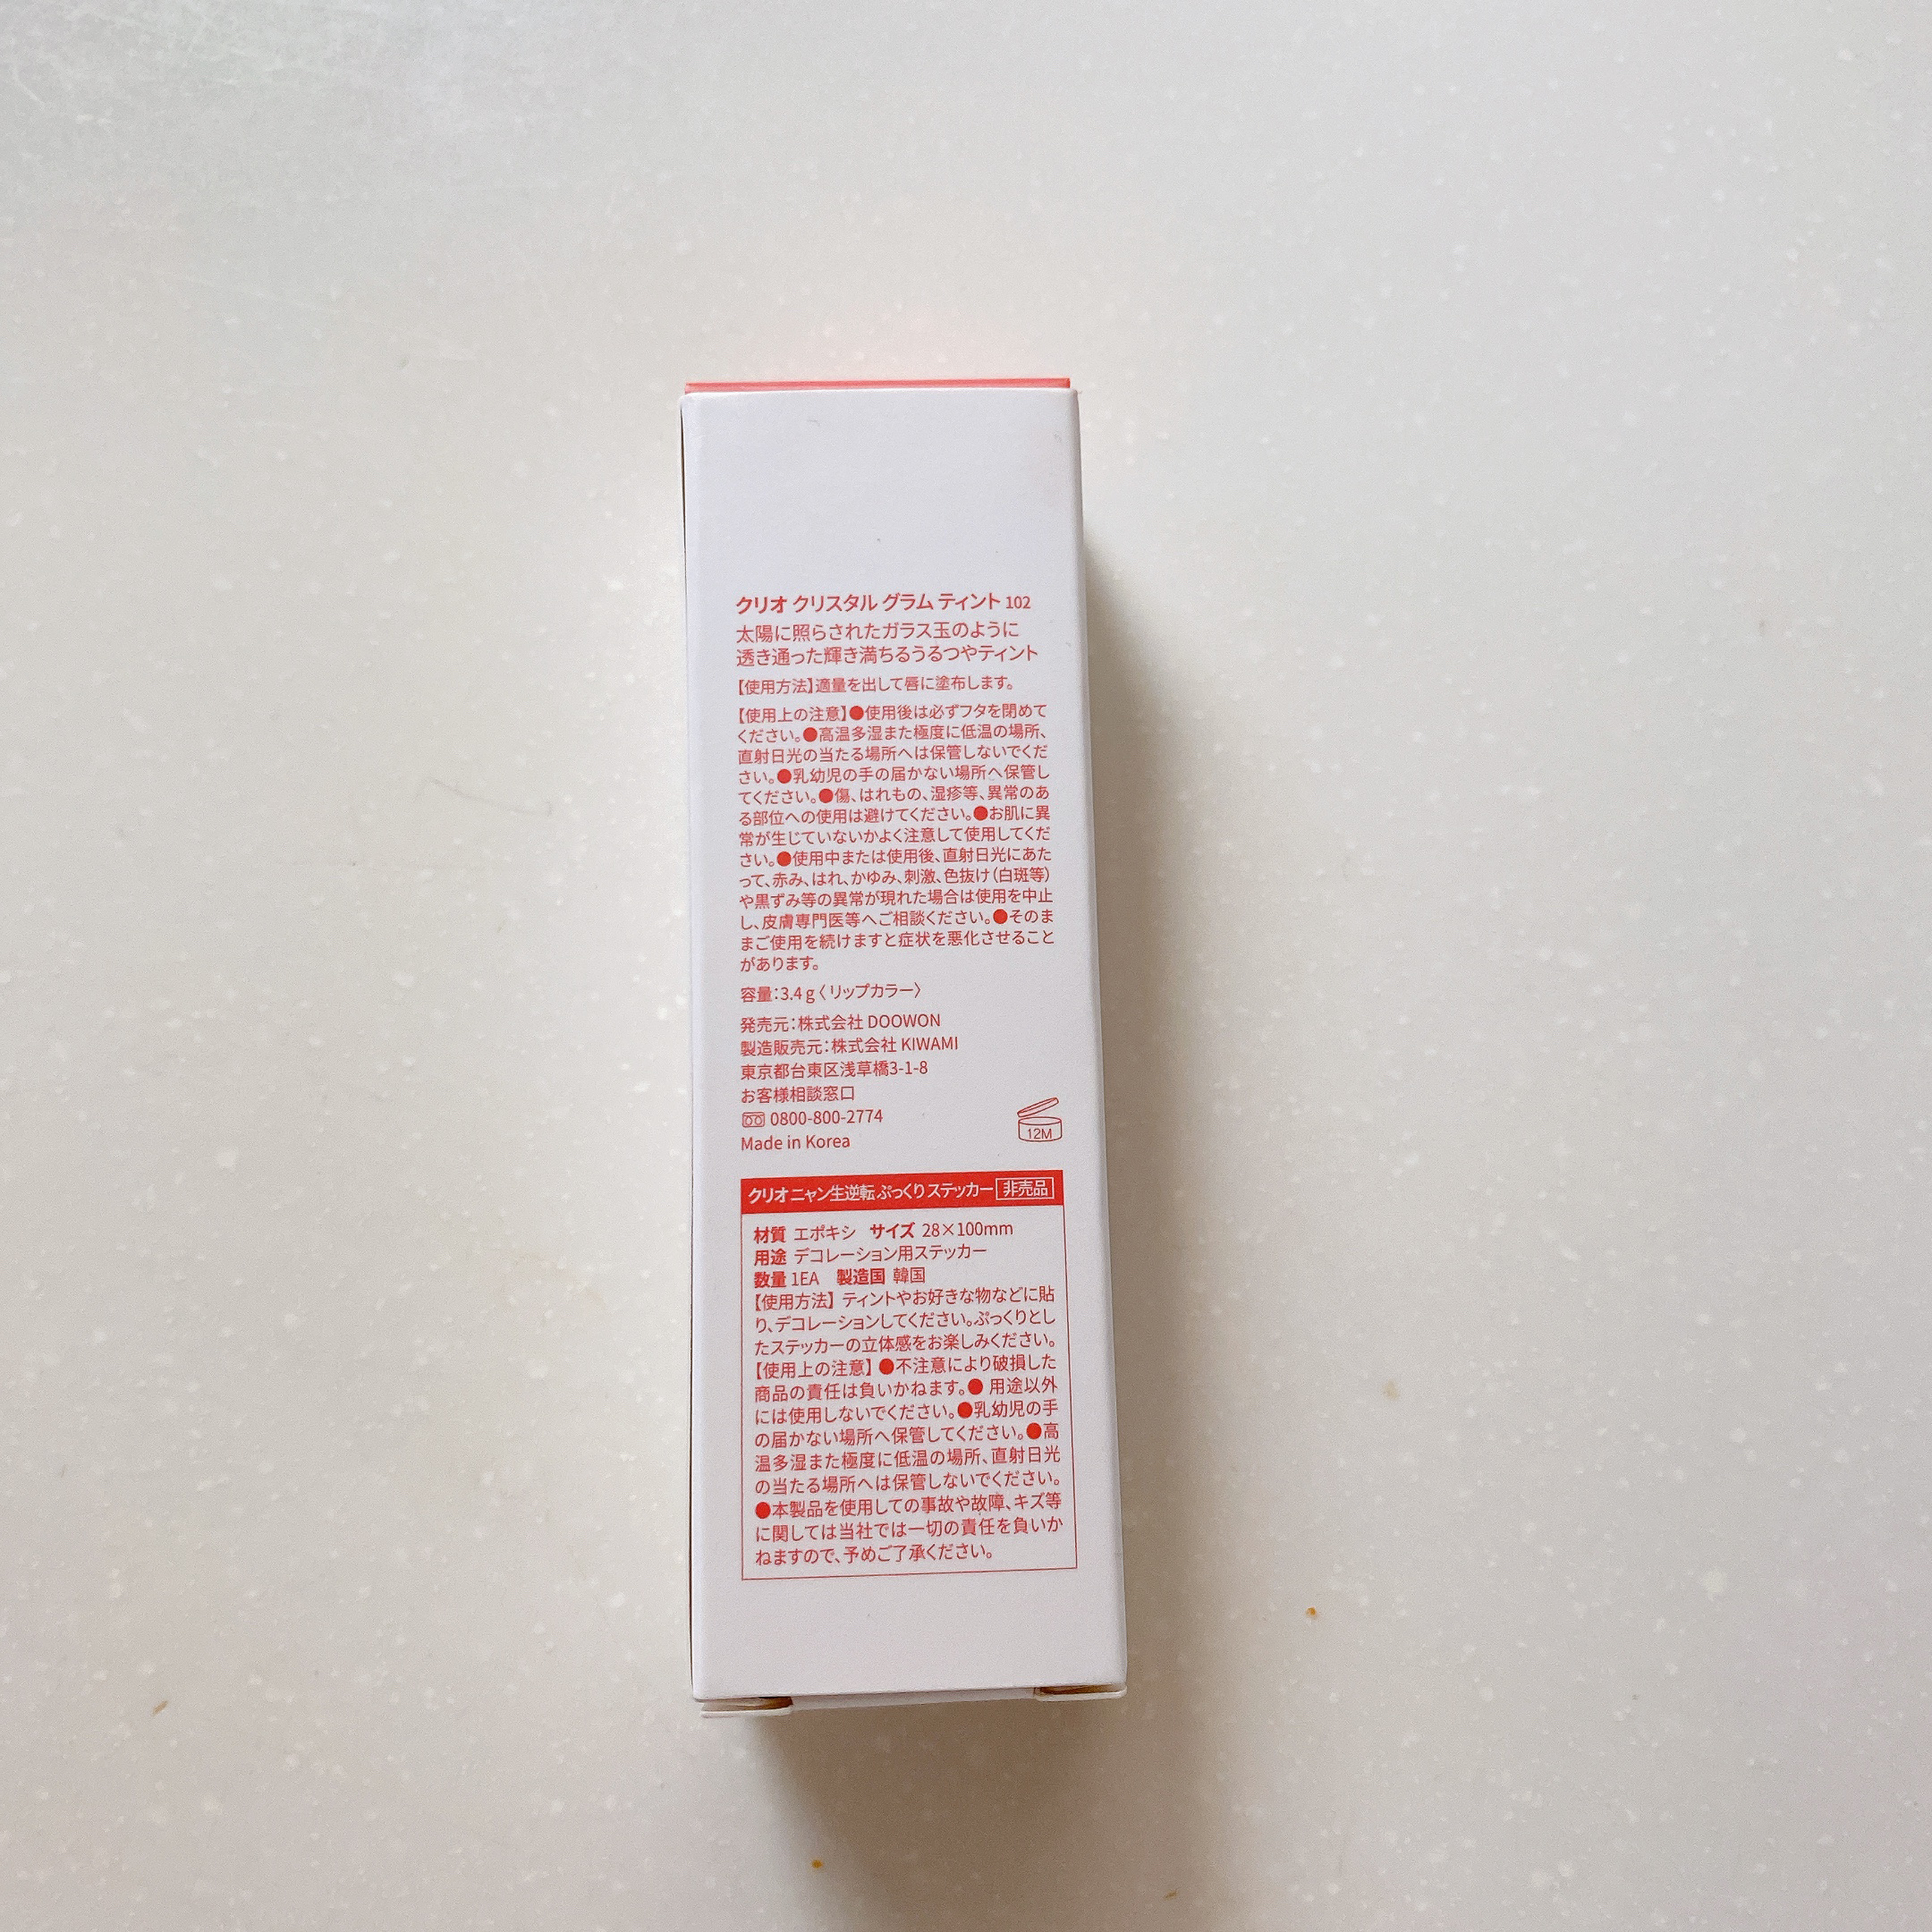 クリオ クリスタル グラム ティント 102
太陽に照らされたガラス玉のように
透き通った輝き満ちるうるつやティント
【使用方法】適量を出して唇に塗布します。
【使用上の注意】●使用後は必ずフタを閉めて
ください。●高温多湿また極度に低温の場所、
直射日光の当たる場所へは保管しないでくだ
さい。●乳幼児の手の届かない場所へ保管し
てください。●傷、はれもの、湿疹等、異常のあ
る部位への使用は避けてください。●お肌に異
常が生じていないかよく注意して使用してくだ
さい。●使用中または使用後、直射日光にあた
って、赤み、はれ、かゆみ、刺激、色抜け(白斑等)
や黒ずみ等の異常が現れた場合は使用を中止
し、皮膚専門医等へご相談ください。●そのま
まご使用を続けますと症状を悪化させること
があります。
容量:3.4g〈リップカラー〉
発売元:株式会社 DOOWON
製造販売元:株式会社 KIWAMI
東京都台東区浅草橋3-1-8
お客様相談窓口
0800-800-2774
Made in Korea
12M
クリオ ニャン生逆転 ぷっくり ステッカー 非売品
材質 エポキシ サイズ 28×100mm
用途 デコレーション用ステッカー
数量 1EA 製造国 韓国
【使用方法】 ティントやお好きな物などに貼
り、デコレーションしてください。ぷっくりとし
たステッカーの立体感をお楽しみください。
【使用上の注意】 ●不注意により破損した
商品の責任は負いかねます。● 用途以外
には使用しないでください。●乳幼児の手
の届かない場所へ保管してください。●高
温多湿また極度に低温の場所、直射日光
の当たる場所へは保管しないでください。
●本製品を使用しての事故や故障、キズ等
に関しては当社では一切の責任を負いか
ねますので、予めご了承ください。